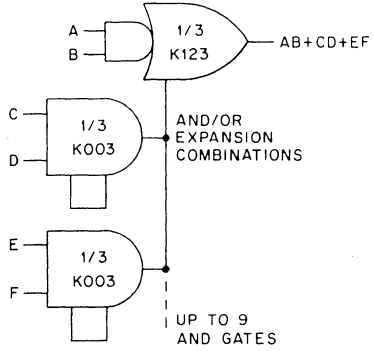 A
B
1/3
K123
AB+CD+EF
C
D
1/3
K003
AND/OR
EXPANSION
COMBINATIONS
E
F
1/3
K003
UP TO 9
AND GATES